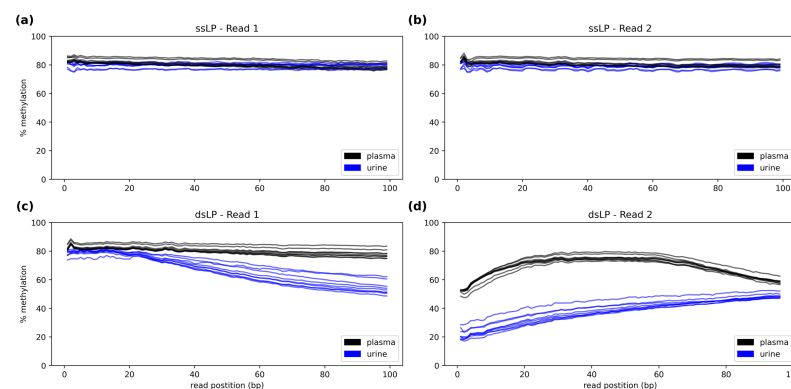 (a)
ssLP - Read 1
% methylation
100
80
60
40
20
0
0 20 40 60 80 100
plasma
urine
(b)
ssLP - Read 2
100
80
60
40
20
0
0 20 40 60 80 100
plasma
urine
(c)
dsLP - Read 1
% methylation
100
80
60
40
20
0
0 20 40 60 80 100
read postition (bp)
plasma
urine
(d)
dsLP - Read 2
100
80
60
40
20
0
0 20 40 60 80
read postition (bp)
plasma
urine